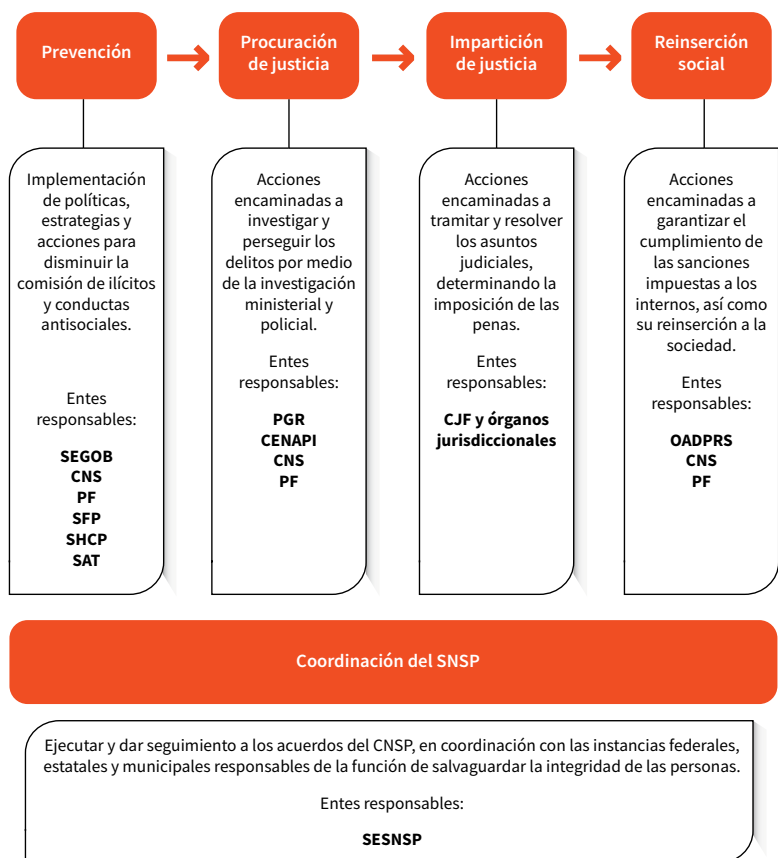 Prevención
Procuración
de justicia
Impartición
de justicia
Reinserción
social
Implementación
de políticas,
estrategias y
acciones para
disminuir la
comisión de ilícitos
y conductas
antisociales.
Entes
responsables:
SEGOB
CNS
PF
SFP
SHCP
SAT
Acciones
encaminadas a
investigar y
perseguir los
delitos por medio
de la investigación
ministerial y
policial.
Entes
responsables:
PGR
CENAPI
CNS
PF
Acciones
encaminadas a
tramitar y resolver
los asuntos
judiciales,
determinando la
imposición de las
penas.
Entes
responsables:
CJF y órganos
jurisdiccionales
Acciones
encaminadas a
garantizar el
cumplimiento de
las sanciones
impuestas a los
internos, así como
su reinserción a la
sociedad.
Entes
responsables:
OADPRS
CNS
PF
Coordinación del SNSP
Ejecutar y dar seguimiento a los acuerdos del CNSP, en coordinación con las instancias federales,
estatales y municipales responsables de la función de salvaguardar la integridad de las personas.
Entes responsables:
SESNSP